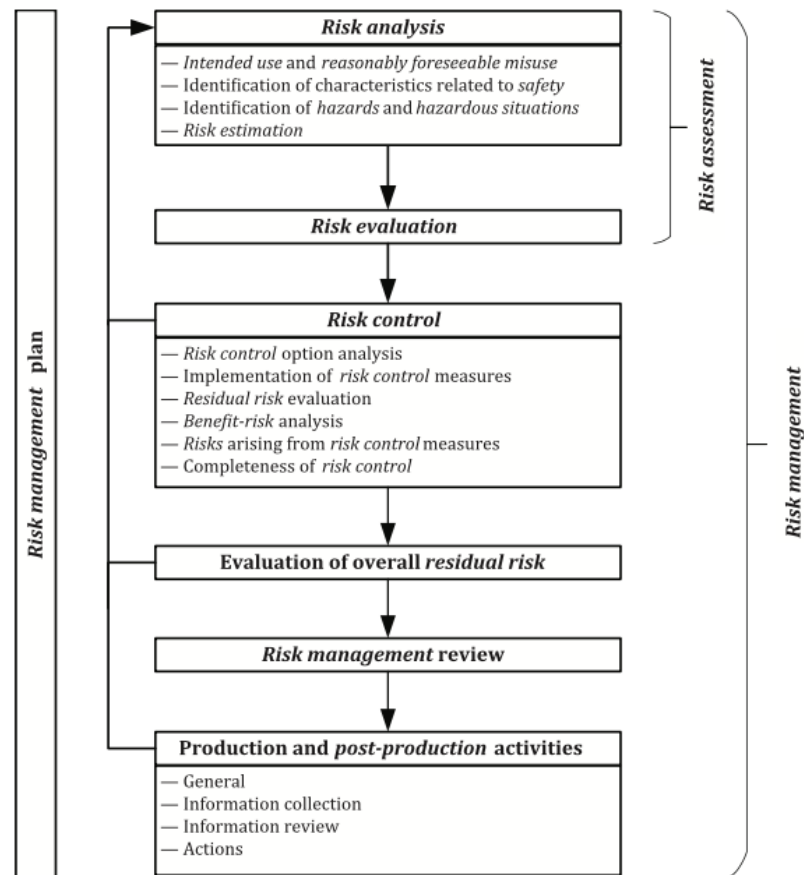 Risk management plan
Risk analysis
— Intended use and reasonably foreseeable misuse
— Identification of characteristics related to safety
— Identification of hazards and hazardous situations
— Risk estimation
Risk evaluation
Risk assessment
Risk control
— Risk control option analysis
— Implementation of risk control measures
— Residual risk evaluation
— Benefit-risk analysis
— Risks arising from risk control measures
— Completeness of risk control
Risk management
Evaluation of overall residual risk
Risk management review
Production and post-production activities
— General
— Information collection
— Information review
— Actions